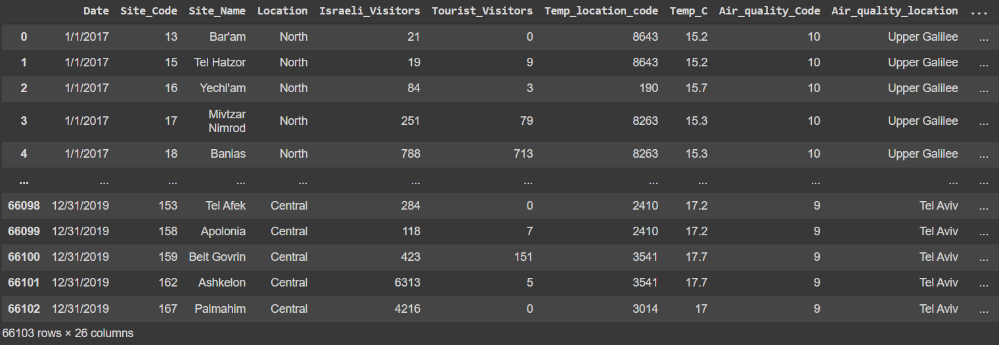 Date Site_Code Site_Name Location Israeli_Visitors Tourist_Visitors Temp_location_code Temp_C Air_quality_Code Air_quality_location ...
0 1/1/2017 13 Bar'am North 21 0 8643 15.2 10 Upper Galilee ...
1 1/1/2017 15 Tel Hatzor North 19 9 8643 15.2 10 Upper Galilee ...
2 1/1/2017 16 Yechi'am North 84 3 190 15.7 10 Upper Galilee ...
3 1/1/2017 17 Mivtzar Nimrod North 251 79 8263 15.3 10 Upper Galilee ...
4 1/1/2017 18 Banias North 788 713 8263 15.3 10 Upper Galilee ...
... ... ... ... ... ... ... ... ... ... ... ...
66098 12/31/2019 153 Tel Afek Central 284 0 2410 17.2 9 Tel Aviv ...
66099 12/31/2019 158 Apolonia Central 118 7 2410 17.2 9 Tel Aviv ...
66100 12/31/2019 159 Beit Govrin Central 423 151 3541 17.7 9 Tel Aviv ...
66101 12/31/2019 162 Ashkelon Central 6313 5 3541 17.7 9 Tel Aviv ...
66102 12/31/2019 167 Palmahim Central 4216 0 3014 17 9 Tel Aviv ...
66103 rows × 26 columns